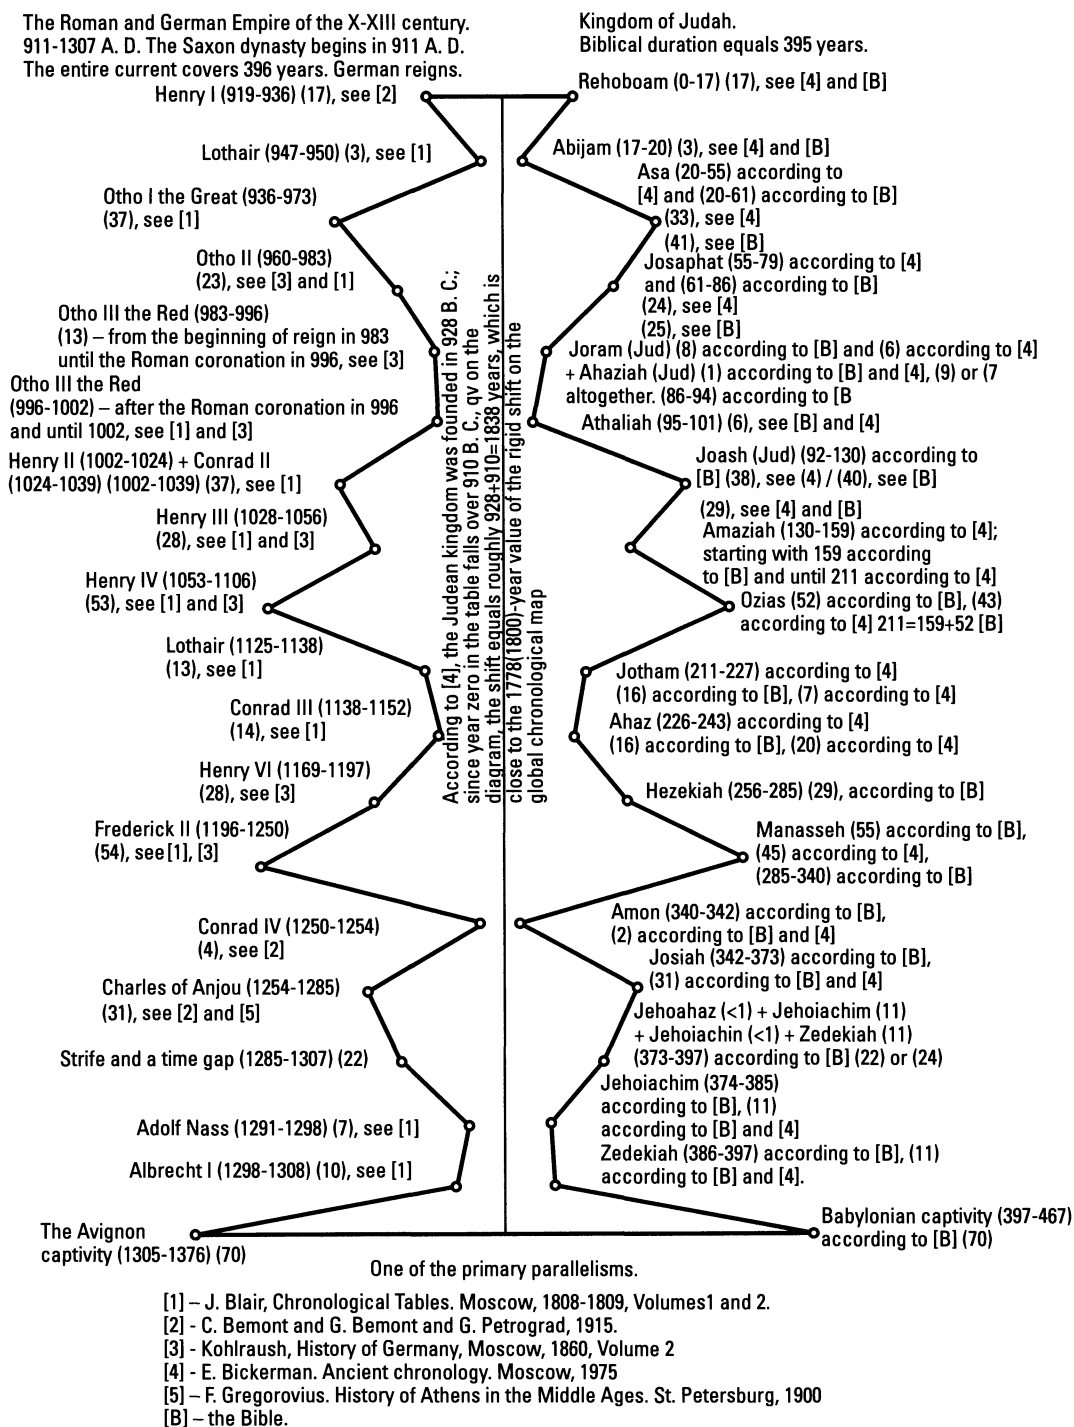 The Roman and German Empire of the X-XIII century.
911-1307 A. D. The Saxon dynasty begins in 911 A. D.
The entire current covers 396 years. German reigns.
Henry I (919-936) (17), see [2]
Lothair (947-950) (3), see [1]
Otho I the Great (936-973)
(37), see [1]
Otho II (960-983)
(23), see [3] and [1]
Otho III the Red (983-996)
(13) – from the beginning of reign in 983
until the Roman coronation in 996, see [3]
Otho III the Red
(996-1002) – after the Roman coronation in 996
and until 1002, see [1] and [3]
Henry II (1002-1024) + Conrad II
(1024-1039) (1002-1039) (37), see [1]
Henry III (1028-1056)
(28), see [1] and [3]
Henry IV (1053-1106)
(53), see [1] and [3]
Lothair (1125-1138)
(13), see [1]
Conrad III (1138-1152)
(14), see [1]
Henry VI (1169-1197)
(28), see [3]
Frederick II (1196-1250)
(54), see[1], [3]
Conrad IV (1250-1254)
(4), see [2]
Charles of Anjou (1254-1285)
(31), see [2] and [5]
Strife and a time gap (1285-1307) (22)
Adolf Nass (1291-1298) (7), see [1]
Albrecht I (1298-1308) (10), see [1]
The Avignon
captivity (1305-1376) (70)
According to [4], the Judean kingdom was founded in 928 B. C.;
since year zero in the table falls over 910 B. C., qv on the
diagram, the shift equals roughly 928+910=1838 years, which is
close to the 1778(1800)-year value of the rigid shift on the
global chronological map
Kingdom of Judah.
Biblical duration equals 395 years.
Rehoboam (0-17) (17), see [4] and [B]
Abijam (17-20) (3), see [4] and [B]
Asa (20-55) according to
[4] and (20-61) according to [B]
(33), see [4]
(41), see [B]
Josaphat (55-79) according to [4]
and (61-86) according to [B]
(24), see [4]
(25), see [B]
Joram (Jud) (8) according to [B] and (6) according to [4]
+ Ahaziah (Jud) (1) according to [B] and [4], (9) or (7
altogether. (86-94) according to [B
Athaliah (95-101) (6), see [B] and [4]
Joash (Jud) (92-130) according to
[B] (38), see (4) / (40), see [B]
(29), see [4] and [B]
Amaziah (130-159) according to [4];
starting with 159 according
to [B] and until 211 according to [4]
Ozias (52) according to [B], (43)
according to [4] 211=159+52 [B]
Jotham (211-227) according to [4]
(16) according to [B], (7) according to [4]
Ahaz (226-243) according to [4]
(16) according to [B], (20) according to [4]
Hezekiah (256-285) (29), according to [B]
Manasseh (55) according to [B],
(45) according to [4],
(285-340) according to [B]
Amon (340-342) according to [B],
(2) according to [B] and [4]
Josiah (342-373) according to [B],
(31) according to [B] and [4]
Jehoahaz (<1) + Jehoiachim (11)
+ Jehoiachin (<1) + Zedekiah (11)
(373-397) according to [B] (22) or (24)
Jehoiachim (374-385)
according to [B], (11)
according to [B] and [4]
Zedekiah (386-397) according to [B], (11)
according to [B] and [4].
Babylonian captivity (397-467)
according to [B] (70)
One of the primary parallelisms.
[1] – J. Blair, Chronological Tables. Moscow, 1808-1809, Volumes1 and 2.
[2] - C. Bemont and G. Bemont and G. Petrograd, 1915.
[3] - Kohlraush, History of Germany, Moscow, 1860, Volume 2
[4] - E. Bickerman. Ancient chronology. Moscow, 1975
[5] – F. Gregorovius. History of Athens in the Middle Ages. St. Petersburg, 1900
[B] – the Bible.